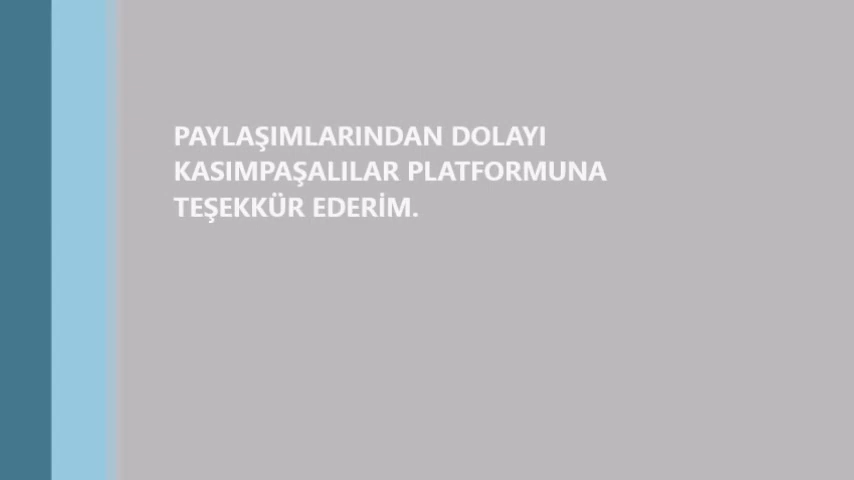 PAYLAŞIMLARINDAN DOLAYI
KASIMPAŞALILAR PLATFORMUNA
TEŞEKKÜR EDERİM.